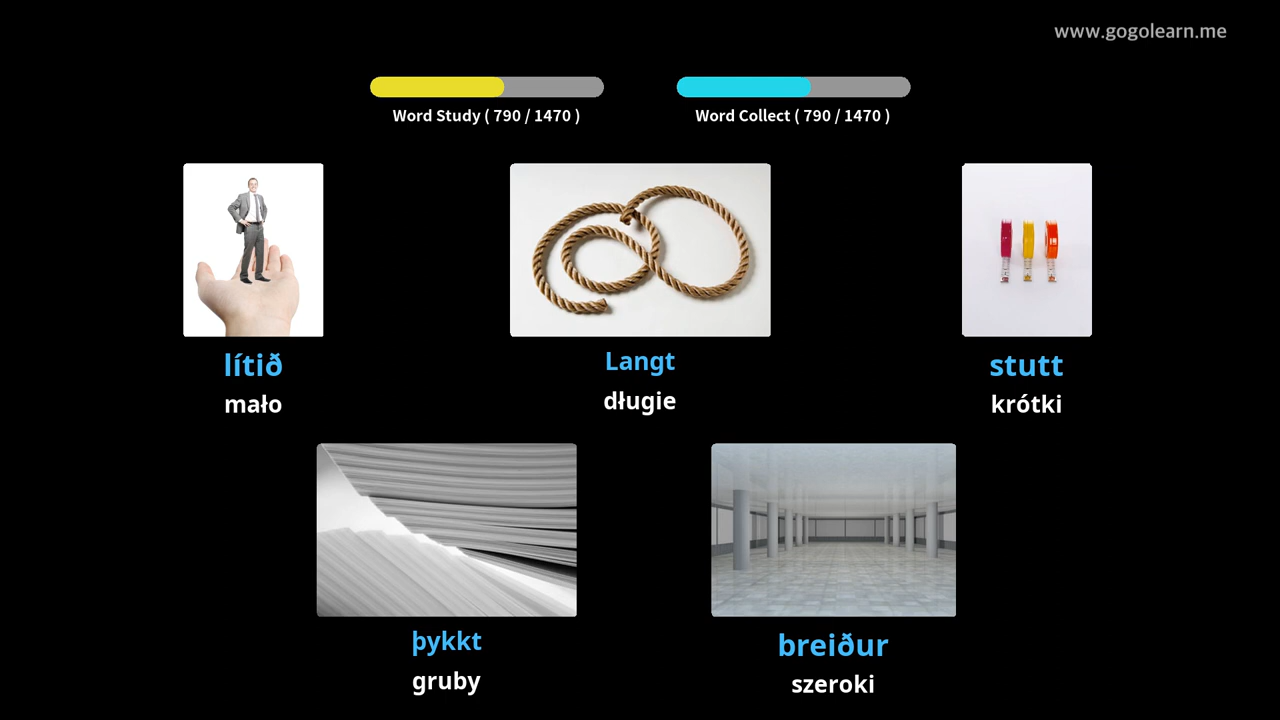 www.gogolearn.me
Word Study ( 790 / 1470 )
Word Collect ( 790 / 1470 )
lítið
mało
Langt
długie
stutt
krótki
þykkt
gruby
breiður
szeroki